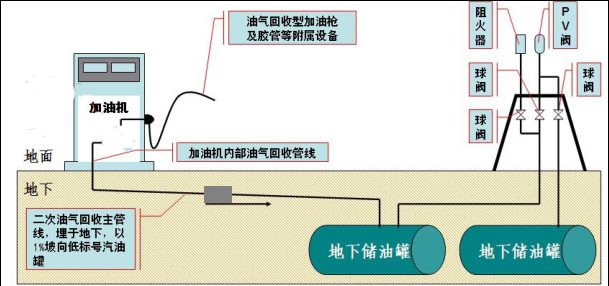 油气回收型加油枪
及胶管等附属设备
阻
火
器
P
V
阀
球
阀
球
阀
球
阀
加油机
加油机内部油气回收管线
地面
地下
二次油气回收主管
线，埋于地下，以
1%坡向低标号汽油
罐
地下储油罐
地下储油罐